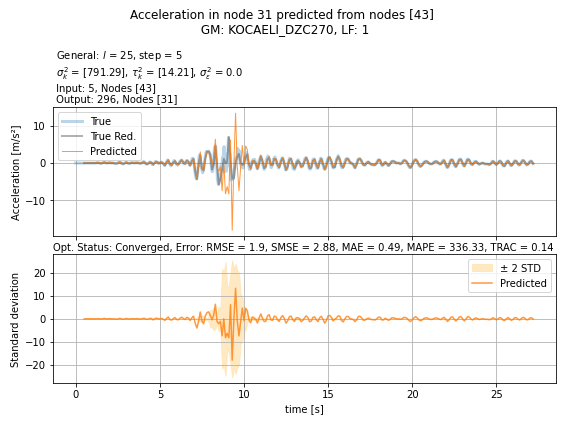 Acceleration in node 31 predicted from nodes [43]
GM: KOCAELI_DZC270, LF: 1
General: l = 25, step = 5
σ²ₖ = [791.29], τ²ₖ = [14.21], σ²ε = 0.0
Input: 5, Nodes [43]
Output: 296, Nodes [31]
True
True Red.
Predicted
10
0
−10
Acceleration [m/s²]
Opt. Status: Converged, Error: RMSE = 1.9, SMSE = 2.88, MAE = 0.49, MAPE = 336.33, TRAC = 0.14
± 2 STD
Predicted
20
10
0
−10
−20
Standard deviation
0 5 10 15 20 25
time [s]